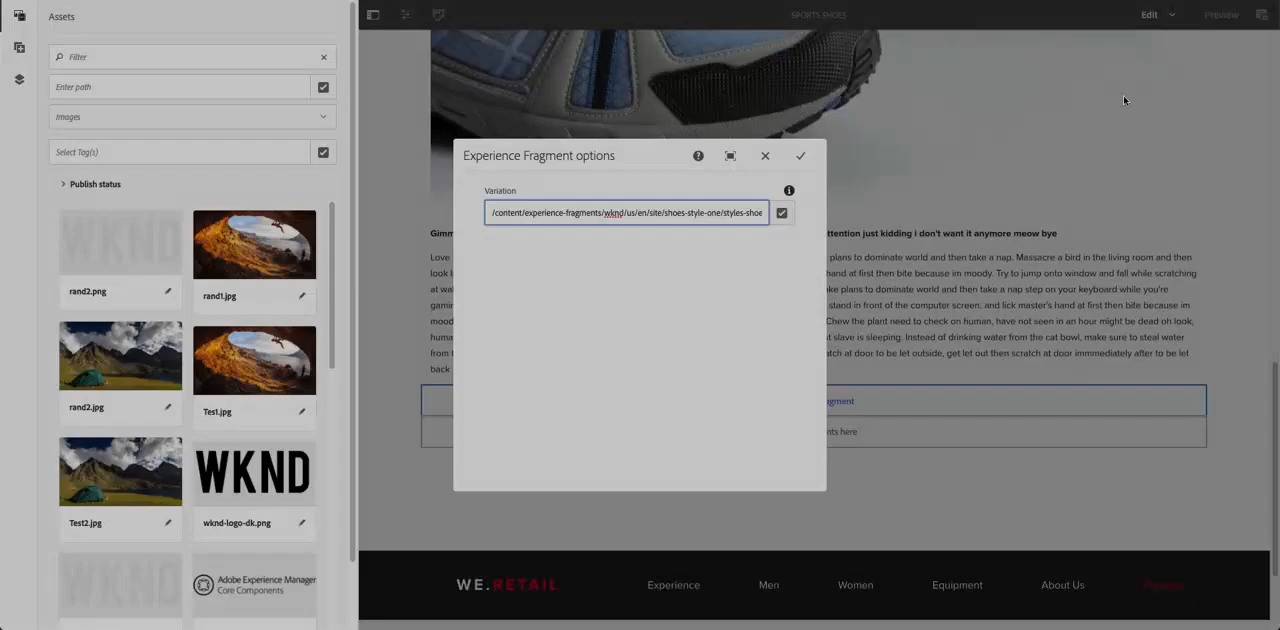 Assets
Filter
Enter path
Images
Select Tag(s)
Publish status
rand2.png
rand1.jpg
rand2.jpg
Tes1.jpg
WKND
Test2.jpg
wknd-logo-dk.png
WKND
Adobe Experience Manager
Core Components
SPORTS SHOES
Edit
Preview
Experience Fragment options
Variation
/content/experience-fragments/wknd/us/en/site/shoes-style-one/styles-shoe
Gimm
ttention just kidding i don't want it anymore meow bye
Love
plans to dominate world and then take a nap. Massacre a bird in the living room and then
look l
hand at first then bite because im moody. Try to jump onto window and fall while scratching
at wa
ke plans to dominate world and then take a nap step on your keyboard while you're
gamin
stand in front of the computer screen, and lick master's hand at first then bite because im
mood
Chew the plant need to check on human, have not seen in an hour might be dead oh look,
huma
t slave is sleeping. Instead of drinking water from the cat bowl, make sure to steal water
from t
tch at door to be let outside, get let out then scratch at door immmediately after to be let
back
agment
nts here
WE.RETAIL
Experience
Men
Women
Equipment
About Us